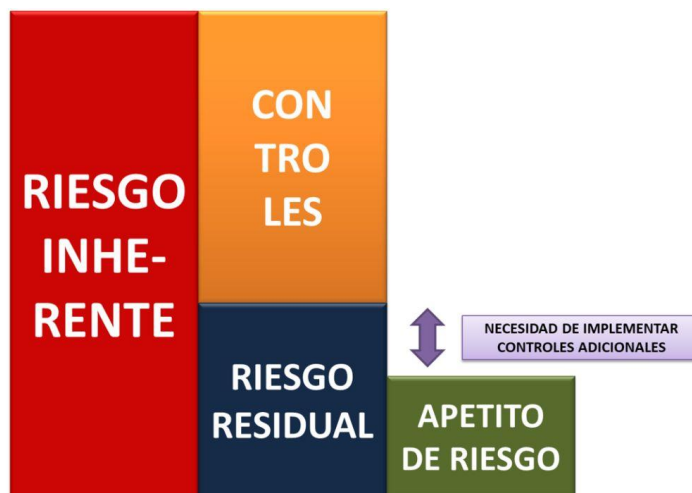 RIESGO
INHE-
RENTE
CON
TRO
LES
RIESGO
RESIDUAL
APETITO
DE RIESGO
NECESIDAD DE IMPLEMENTAR
CONTROLES ADICIONALES